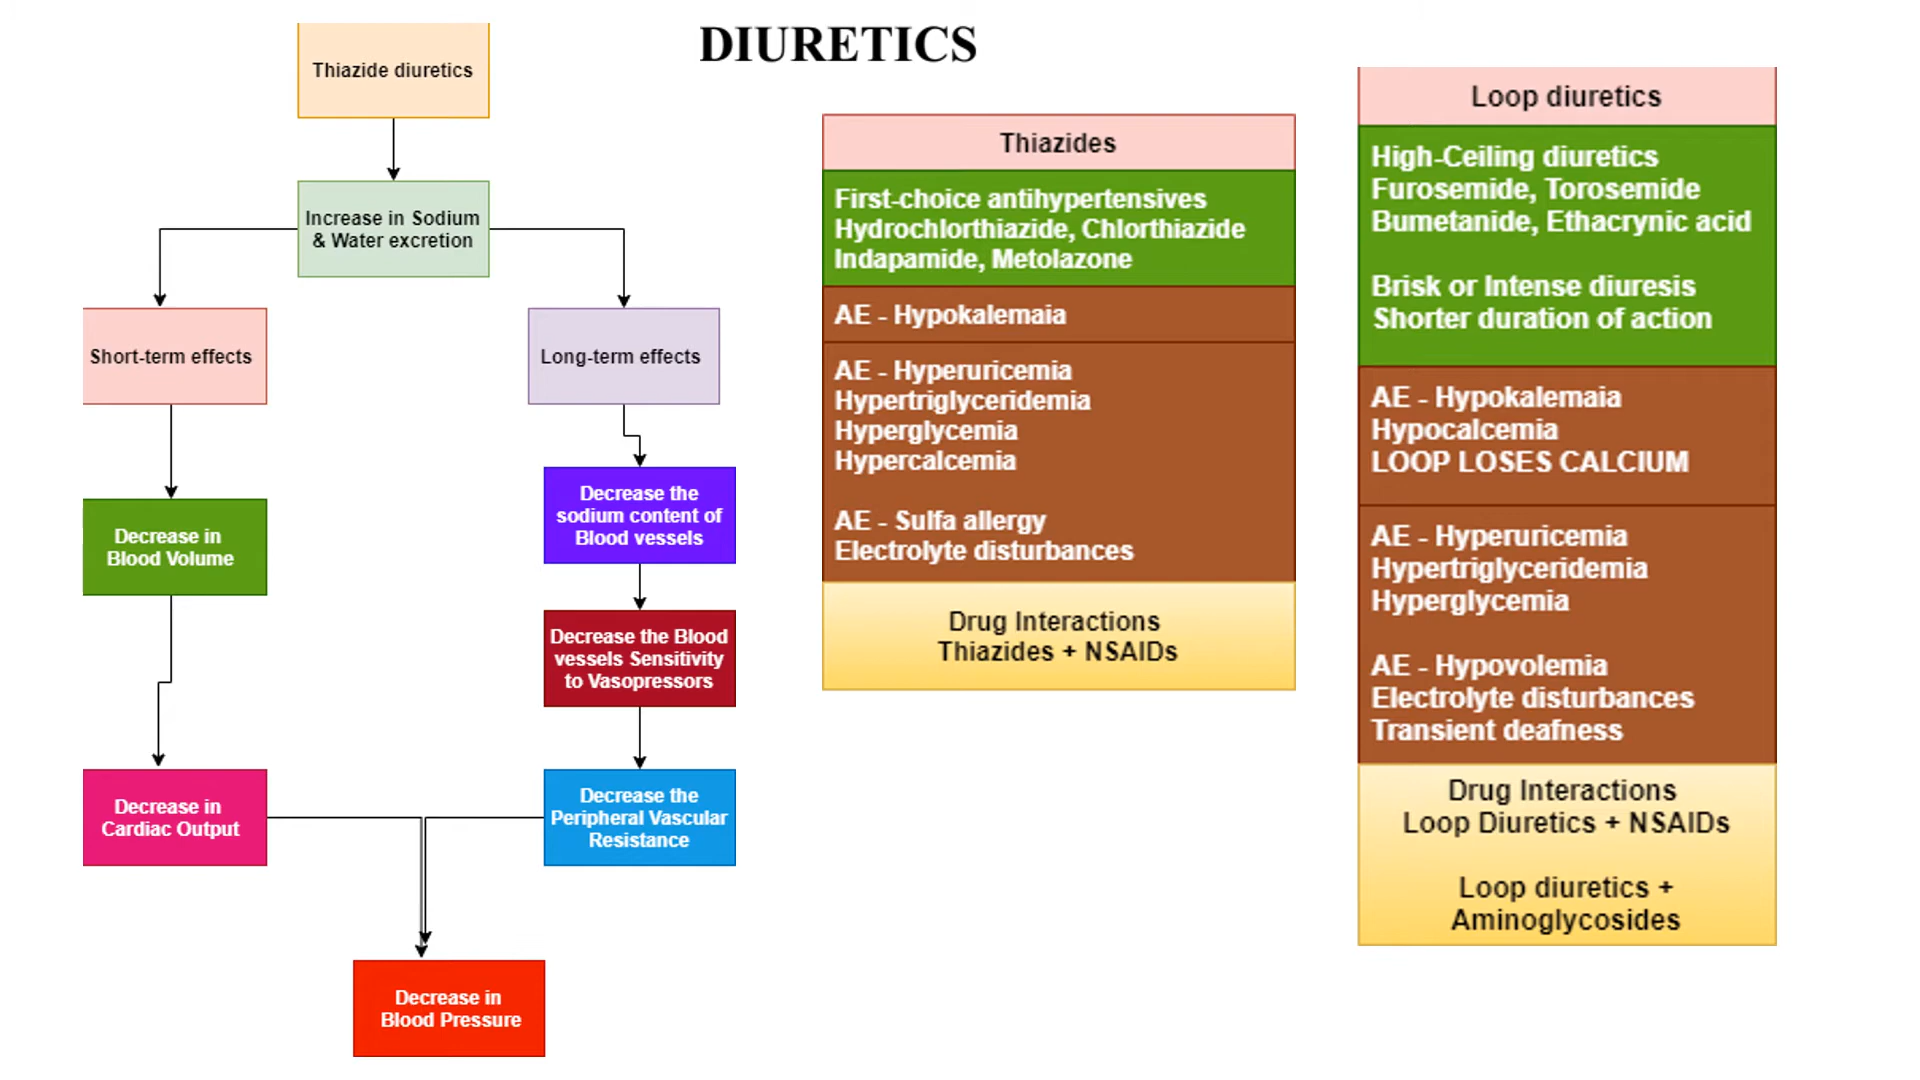 DIURETICS
Thiazide diuretics
Increase in Sodium
& Water excretion
Short-term effects
Long-term effects
Decrease in
Blood Volume
Decrease the
sodium content of
Blood vessels
Decrease the Blood
vessels Sensitivity
to Vasopressors
Decrease in
Cardiac Output
Decrease the
Peripheral Vascular
Resistance
Decrease in
Blood Pressure
Thiazides
First-choice antihypertensives
Hydrochlorthiazide, Chlorthiazide
Indapamide, Metolazone
AE - Hypokalemaia
AE - Hyperuricemia
Hypertriglyceridemia
Hyperglycemia
Hypercalcemia
AE - Sulfa allergy
Electrolyte disturbances
Drug Interactions
Thiazides + NSAIDs
Loop diuretics
High-Ceiling diuretics
Furosemide, Torosemide
Bumetanide, Ethacrynic acid
Brisk or Intense diuresis
Shorter duration of action
AE - Hypokalemaia
Hypocalcemia
LOOP LOSES CALCIUM
AE - Hyperuricemia
Hypertriglyceridemia
Hyperglycemia
AE - Hypovolemia
Electrolyte disturbances
Transient deafness
Drug Interactions
Loop Diuretics + NSAIDs
Loop diuretics +
Aminoglycosides